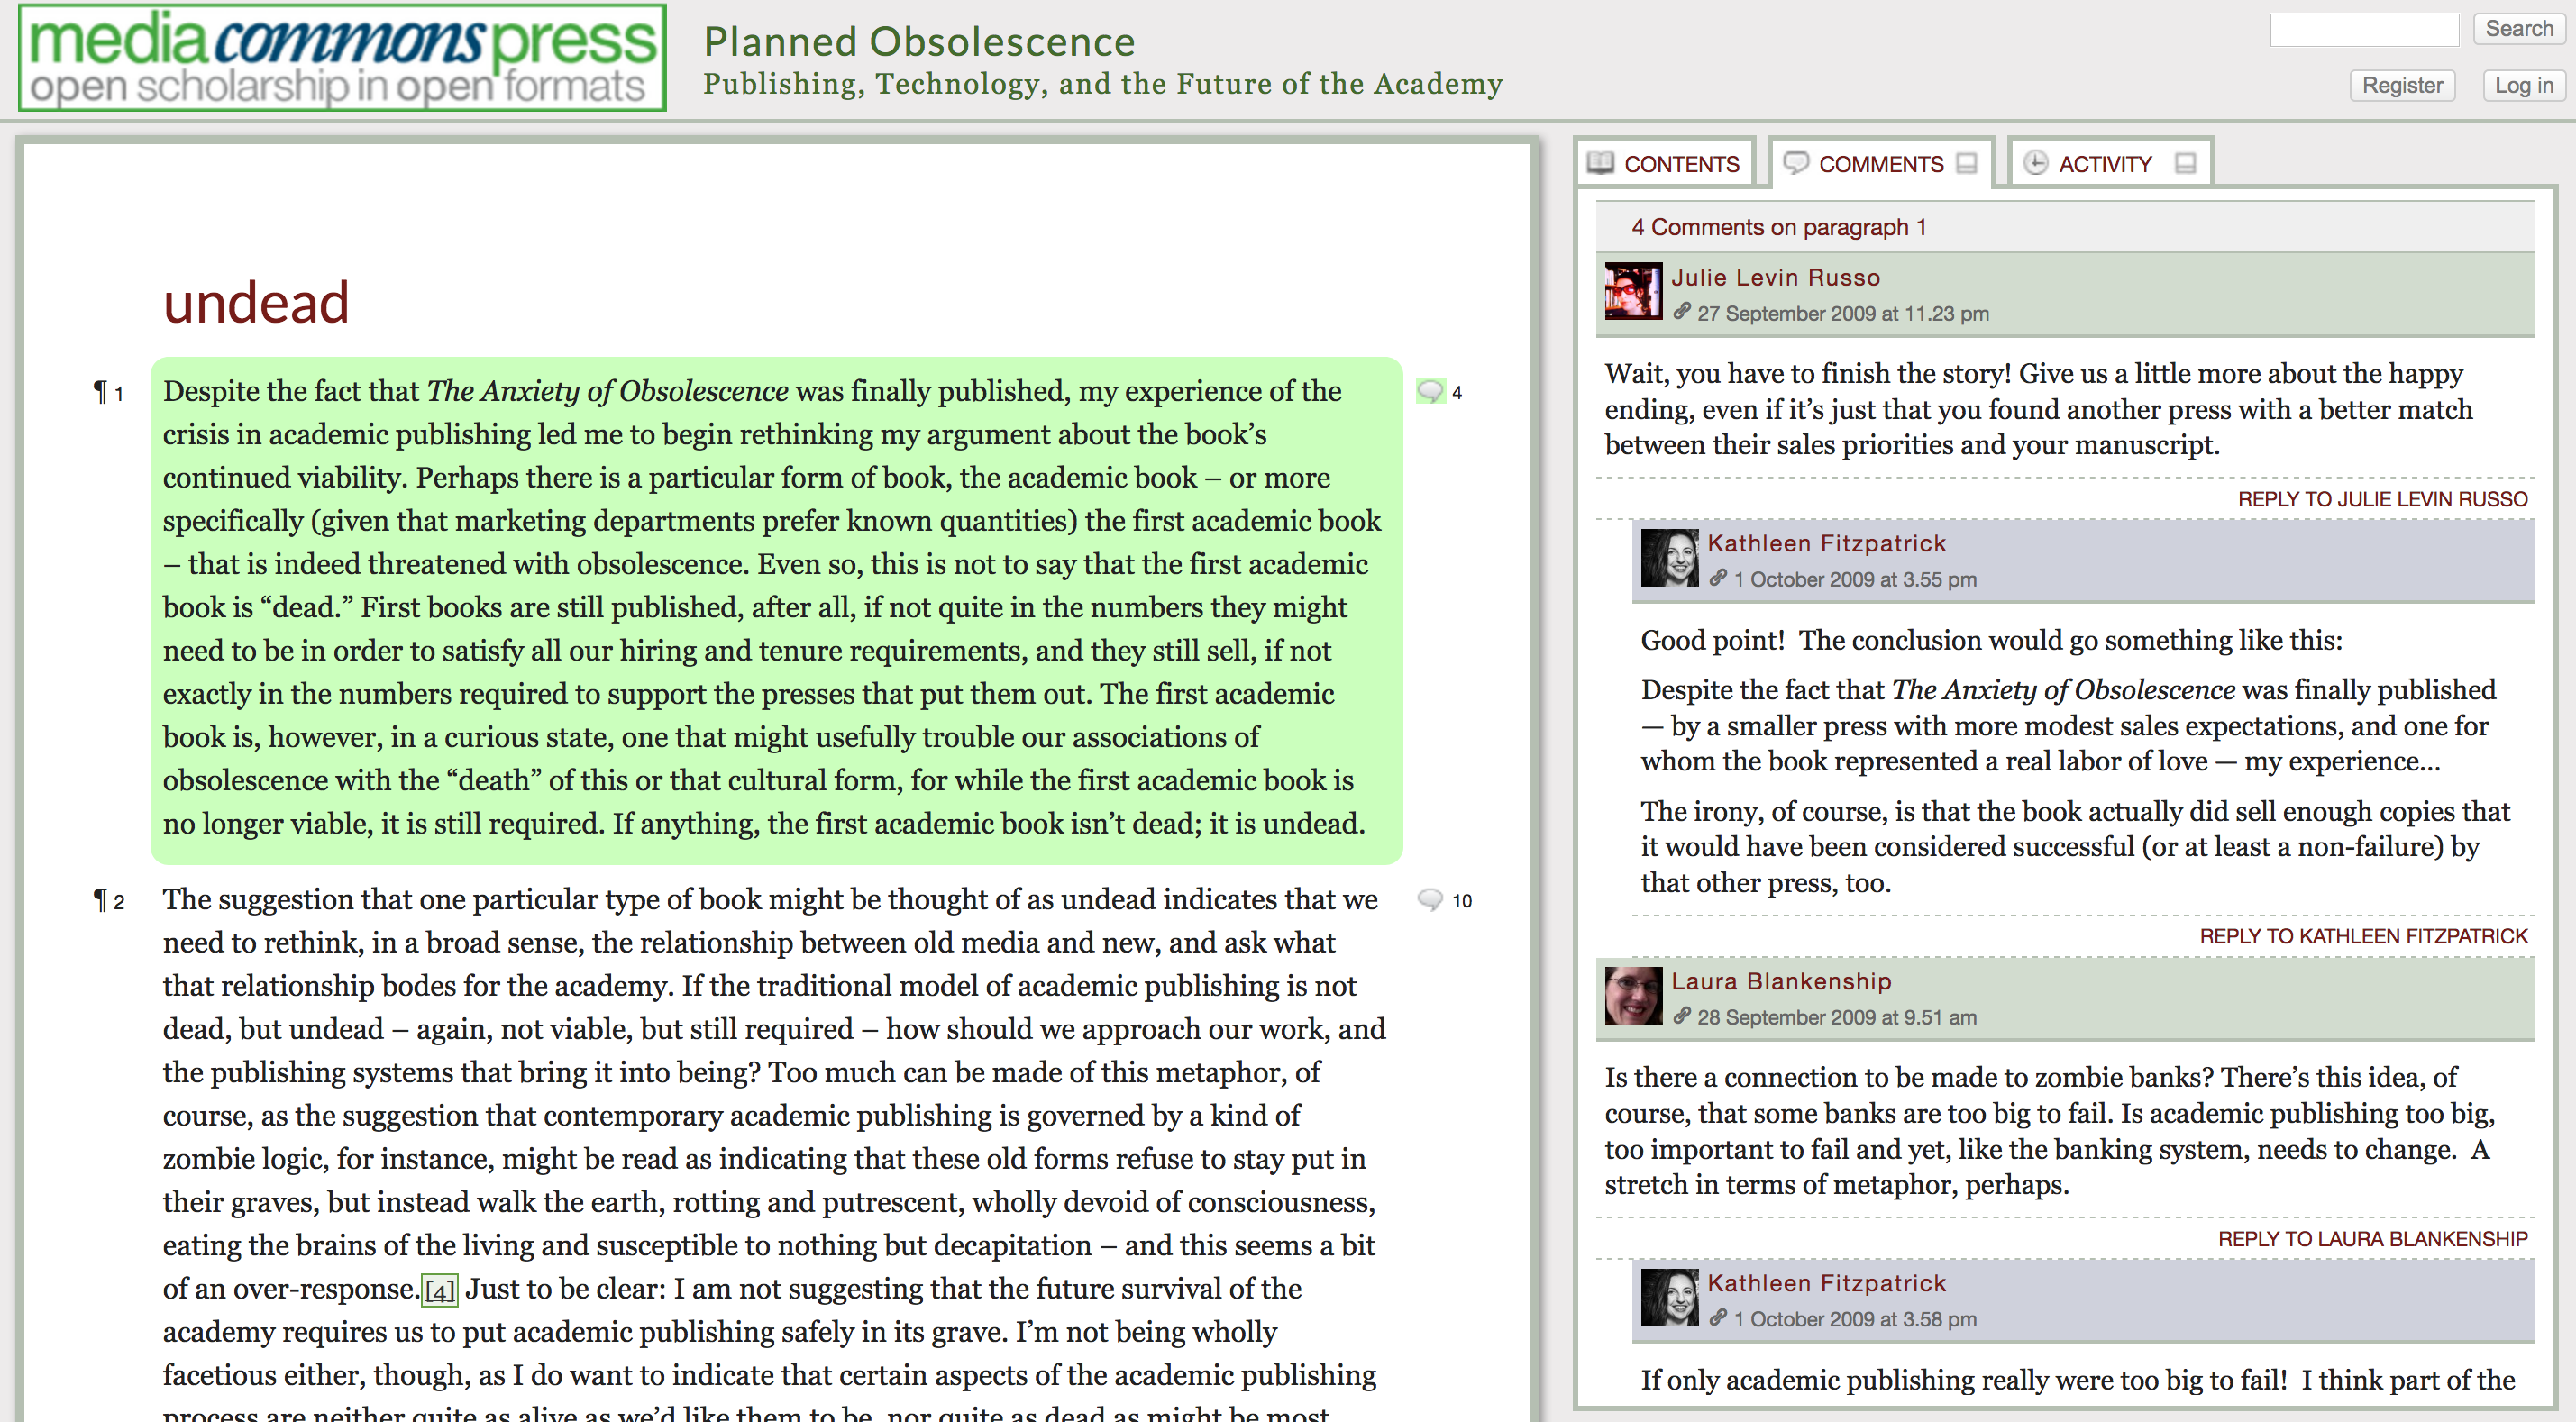 mediacommonspress
open scholarship in open formats
Planned Obsolescence
Publishing, Technology, and the Future of the Academy
Search
Register
Log in
undead
¶ 1
Despite the fact that The Anxiety of Obsolescence was finally published, my experience of the
crisis in academic publishing led me to begin rethinking my argument about the book’s
continued viability. Perhaps there is a particular form of book, the academic book – or more
specifically (given that marketing departments prefer known quantities) the first academic book
– that is indeed threatened with obsolescence. Even so, this is not to say that the first academic
book is “dead.” First books are still published, after all, if not quite in the numbers they might
need to be in order to satisfy all our hiring and tenure requirements, and they still sell, if not
exactly in the numbers required to support the presses that put them out. The first academic
book is, however, in a curious state, one that might usefully trouble our associations of
obsolescence with the “death” of this or that cultural form, for while the first academic book is
no longer viable, it is still required. If anything, the first academic book isn’t dead; it is undead.
4
¶ 2
The suggestion that one particular type of book might be thought of as undead indicates that we
need to rethink, in a broad sense, the relationship between old media and new, and ask what
that relationship bodes for the academy. If the traditional model of academic publishing is not
dead, but undead – again, not viable, but still required – how should we approach our work, and
the publishing systems that bring it into being? Too much can be made of this metaphor, of
course, as the suggestion that contemporary academic publishing is governed by a kind of
zombie logic, for instance, might be read as indicating that these old forms refuse to stay put in
their graves, but instead walk the earth, rotting and putrescent, wholly devoid of consciousness,
eating the brains of the living and susceptible to nothing but decapitation – and this seems a bit
of an over-response.[4] Just to be clear: I am not suggesting that the future survival of the
academy requires us to put academic publishing safely in its grave. I’m not being wholly
facetious either, though, as I do want to indicate that certain aspects of the academic publishing
process are neither quite as alive as we’d like them to be, nor quite as dead as might be most
10
CONTENTS
COMMENTS
ACTIVITY
4 Comments on paragraph 1
Julie Levin Russo
27 September 2009 at 11.23 pm
Wait, you have to finish the story! Give us a little more about the happy
ending, even if it’s just that you found another press with a better match
between their sales priorities and your manuscript.
REPLY TO JULIE LEVIN RUSSO
Kathleen Fitzpatrick
1 October 2009 at 3.55 pm
Good point!  The conclusion would go something like this:
Despite the fact that The Anxiety of Obsolescence was finally published
— by a smaller press with more modest sales expectations, and one for
whom the book represented a real labor of love — my experience…
The irony, of course, is that the book actually did sell enough copies that
it would have been considered successful (or at least a non-failure) by
that other press, too.
REPLY TO KATHLEEN FITZPATRICK
Laura Blankenship
28 September 2009 at 9.51 am
Is there a connection to be made to zombie banks? There’s this idea, of
course, that some banks are too big to fail. Is academic publishing too big,
too important to fail and yet, like the banking system, needs to change.  A
stretch in terms of metaphor, perhaps.
REPLY TO LAURA BLANKENSHIP
Kathleen Fitzpatrick
1 October 2009 at 3.58 pm
If only academic publishing really were too big to fail!  I think part of the